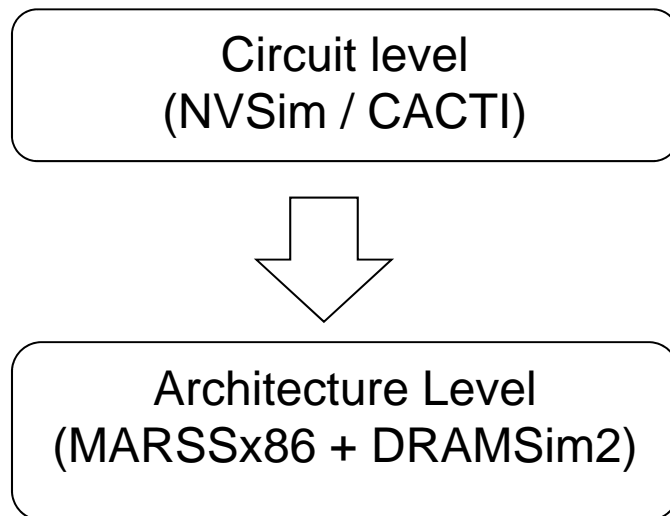 Circuit level
(NVSim / CACTI)
Architecture Level
(MARSSx86 + DRAMSim2)